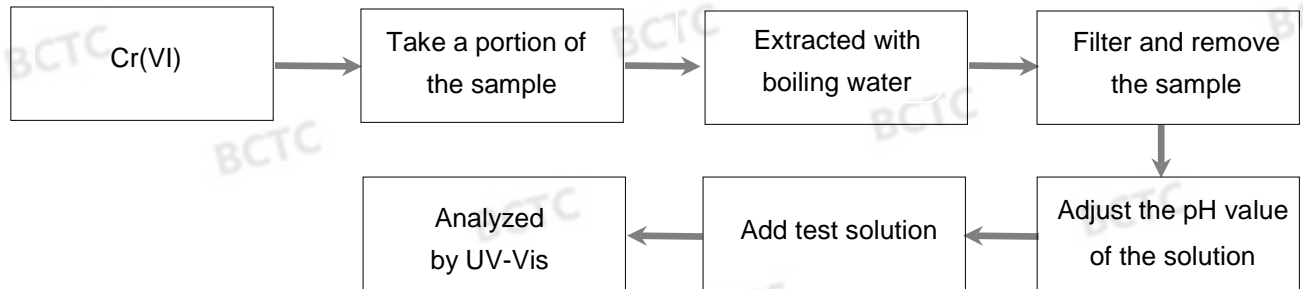 Cr(VI)
Take a portion of
the sample
Extracted with
boiling water
Filter and remove
the sample
Adjust the pH value
of the solution
Add test solution
Analyzed
by UV-Vis
BCTC
BCTC
BCTC
BCTC
BCTC
BCTC